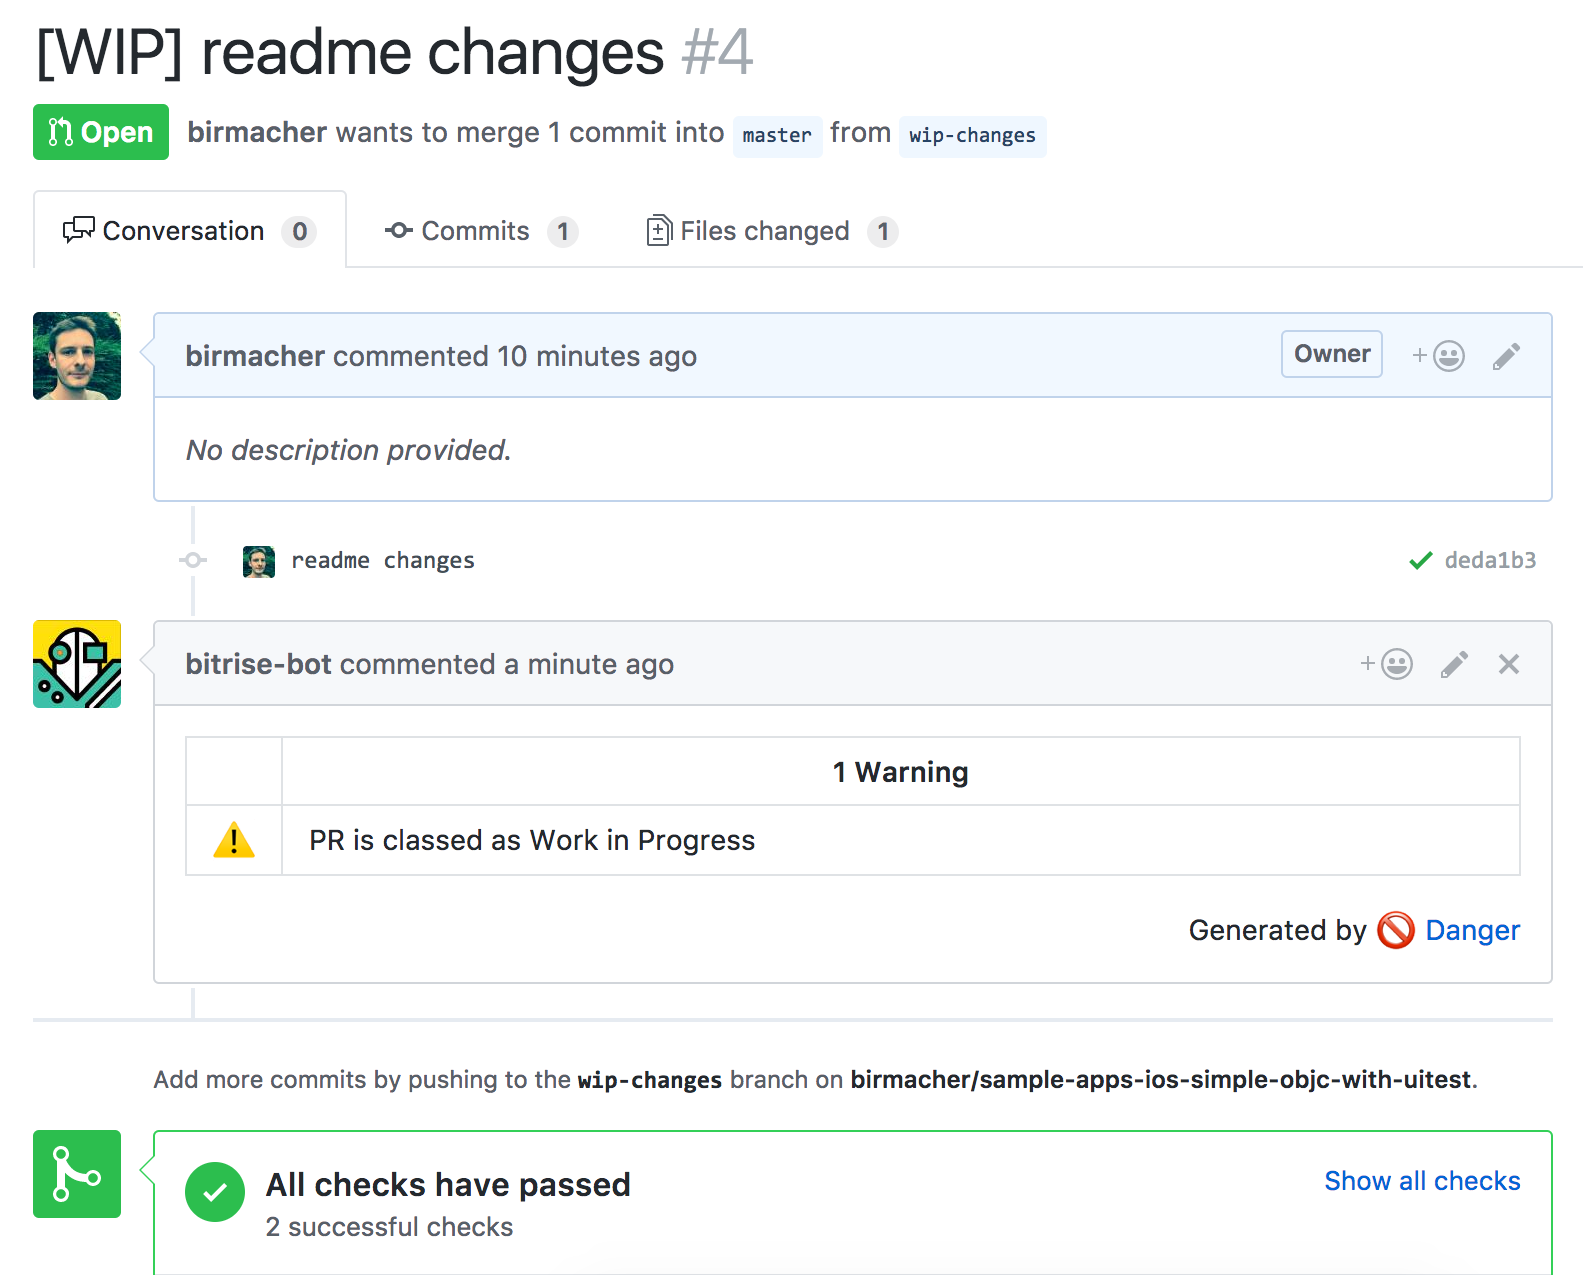 [WIP] readme changes #4
Open birmacher wants to merge 1 commit into master from wip-changes
Conversation 0 Commits 1 Files changed 1
birmacher commented 10 minutes ago Owner
No description provided.
readme changes deda1b3
bitrise-bot commented a minute ago
1 Warning
PR is classed as Work in Progress
Generated by 🚫 Danger
Add more commits by pushing to the wip-changes branch on birmacher/sample-apps-ios-simple-objc-with-uitest.
All checks have passed Show all checks
2 successful checks